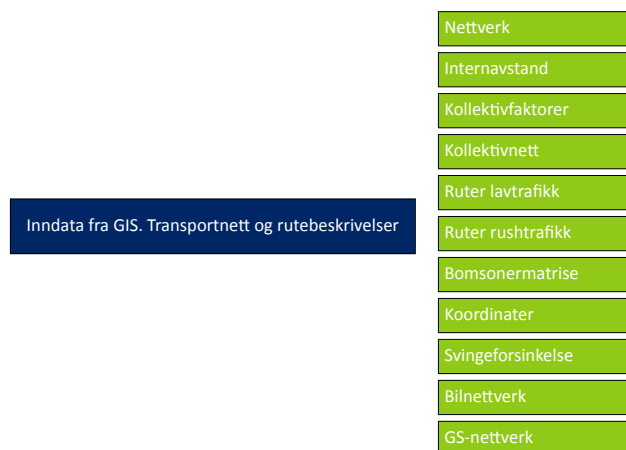 Nettverk
Internavstand
Kollektivfaktorer
Kollektivnett
Ruter lavtrafikk
Inndata fra GIS. Transportnett og rutebeskrivelser
Ruter rushtrafikk
Bomsonermatrise
Koordinater
Svingeforsinkelse
Bilnettverk
GS-nettverk